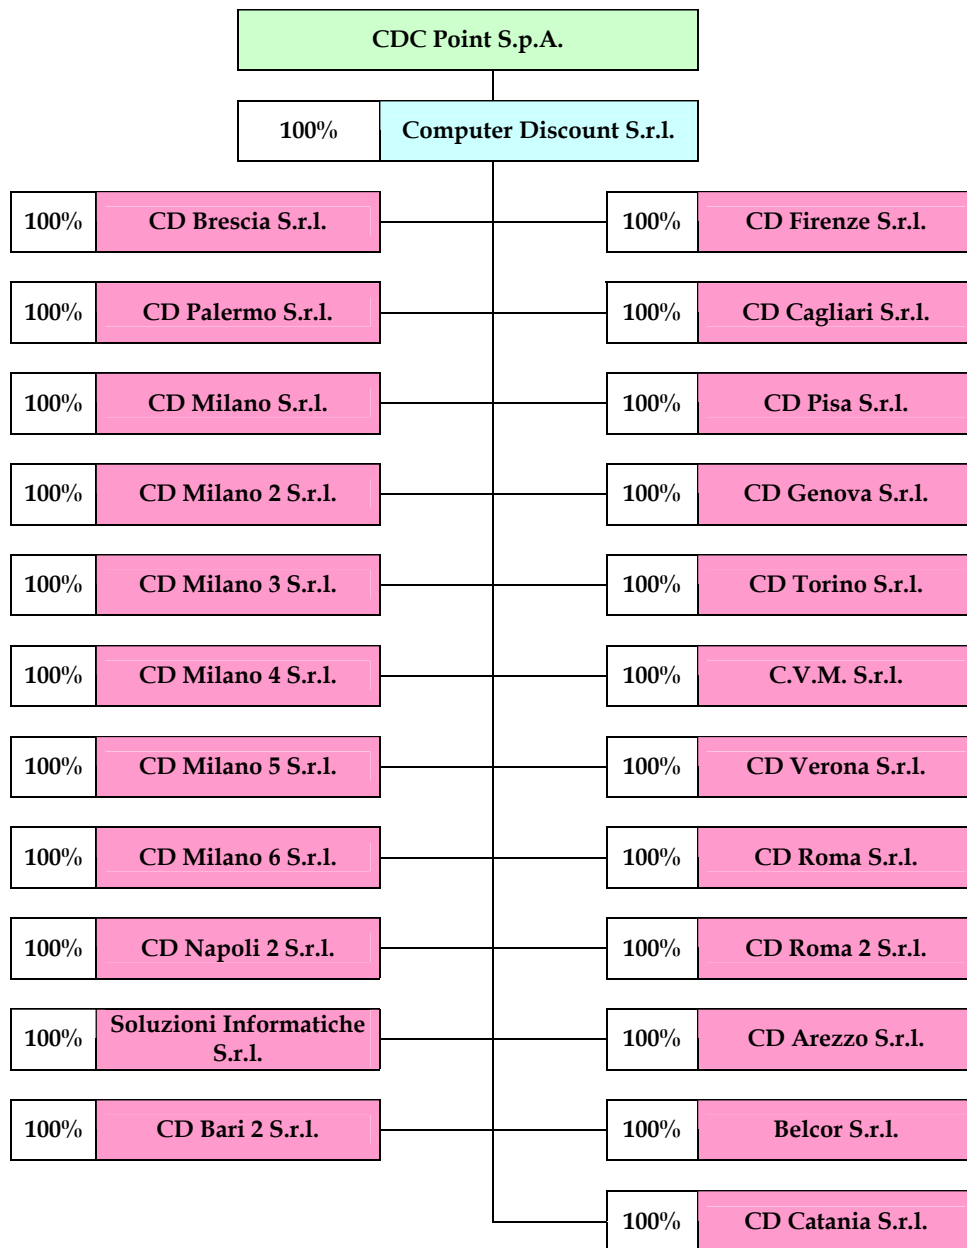 CDC Point S.p.A.
100% Computer Discount S.r.l.
100% CD Brescia S.r.l. 100% CD Firenze S.r.l.
100% CD Palermo S.r.l. 100% CD Cagliari S.r.l.
100% CD Milano S.r.l. 100% CD Pisa S.r.l.
100% CD Milano 2 S.r.l. 100% CD Genova S.r.l.
100% CD Milano 3 S.r.l. 100% CD Torino S.r.l.
100% CD Milano 4 S.r.l. 100% C.V.M. S.r.l.
100% CD Milano 5 S.r.l. 100% CD Verona S.r.l.
100% CD Milano 6 S.r.l. 100% CD Roma S.r.l.
100% CD Napoli 2 S.r.l. 100% CD Roma 2 S.r.l.
100% Soluzioni Informatiche
S.r.l. 100% CD Arezzo S.r.l.
100% CD Bari 2 S.r.l. 100% Belcor S.r.l.
100% CD Catania S.r.l.